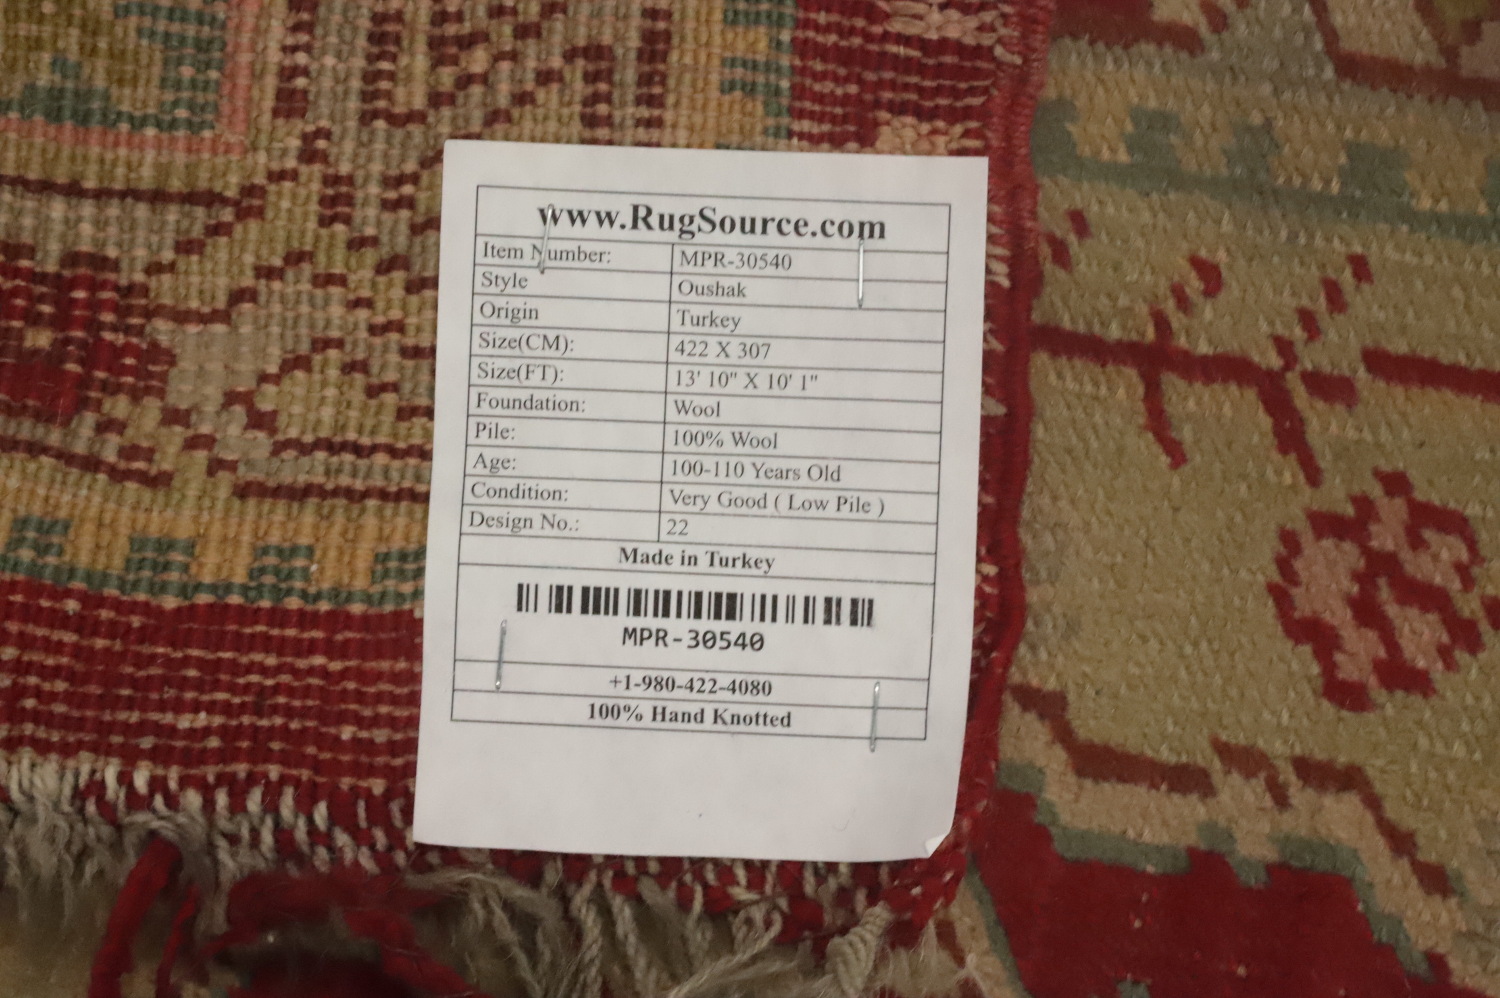 www.RugSource.com
Item Number: MPR-30540
Style Oushak
Origin Turkey
Size(CM): 422 X 307
Size(FT): 13' 10" X 10' 1"
Foundation: Wool
Pile: 100% Wool
Age: 100-110 Years Old
Condition: Very Good ( Low Pile )
Design No.: 22
Made in Turkey
MPR-30540
+1-980-422-4080
100% Hand Knotted